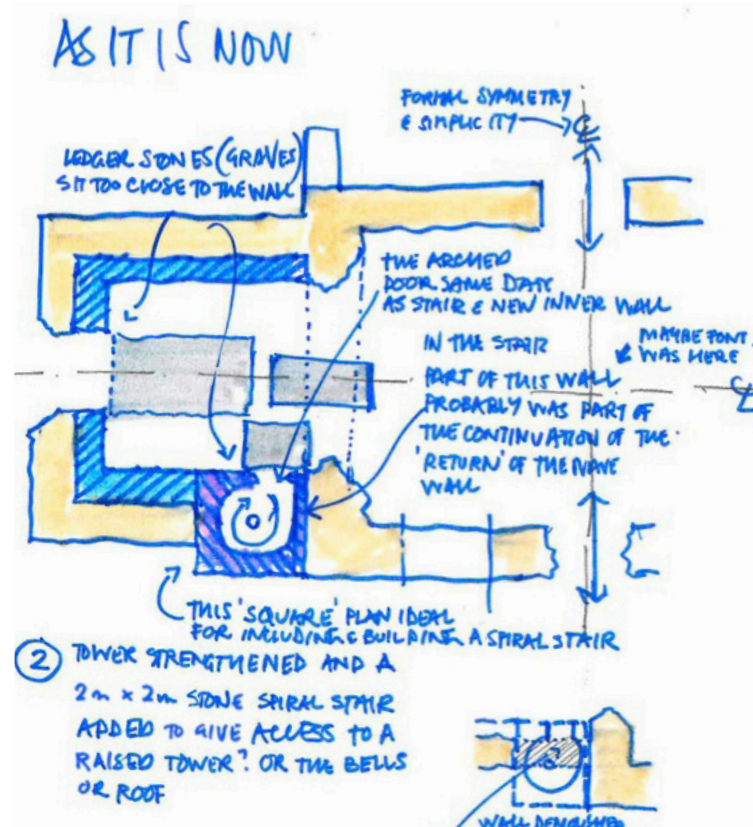 AS IT IS NOW
FORMAL SYMMETRY
& SIMPLICITY
LEDGER STONES (GRAVES)
SIT TOO CLOSE TO THE WALL
THE ARCHED
DOOR SAME DATE
AS STAIR & NEW INNER WALL
IN THE STAIR
MAYBE FONT
WAS HERE
PART OF THIS WALL
PROBABLY WAS PART OF
THE CONTINUATION OF THE
'RETURN' OF THE NAVE
WALL
THIS 'SQUARE' PLAN IDEAL
FOR INCLUDING & BUILDING A SPIRAL STAIR
2 TOWER STRENGTHENED AND A
2m x 2m STONE SPIRAL STAIR
ADDED TO GIVE ACCESS TO A
RAISED TOWER? OR THE BELLS
OR ROOF
WALL DEMOLISHED